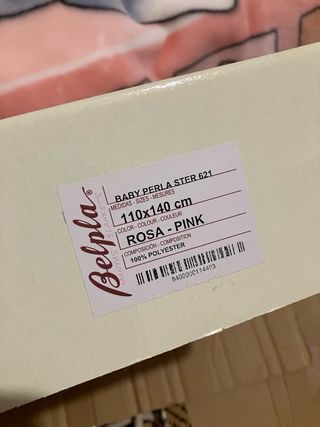 Belpla®
BABY PERLA STER 621
MEDIDAS - SIZES - MESURES
110x140 cm
COLOR - COLOUR - COULEUR
ROSA - PINK
COMPOSICIÓN - COMPOSITION
100% POLYESTER